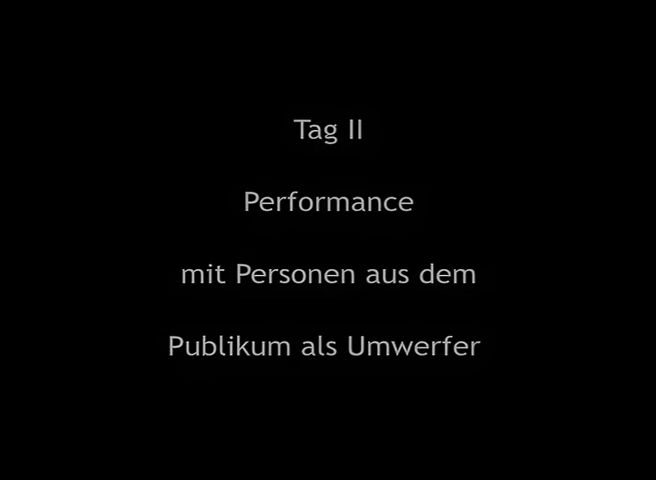 Tag II
Performance
mit Personen aus dem
Publikum als Umwerfer